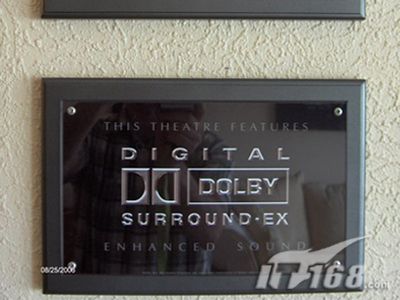 THIS THEATRE FEATURES
DIGITAL
DOLBY
SURROUND•EX
ENHANCED SOUND
08/25/2006
IT168.com